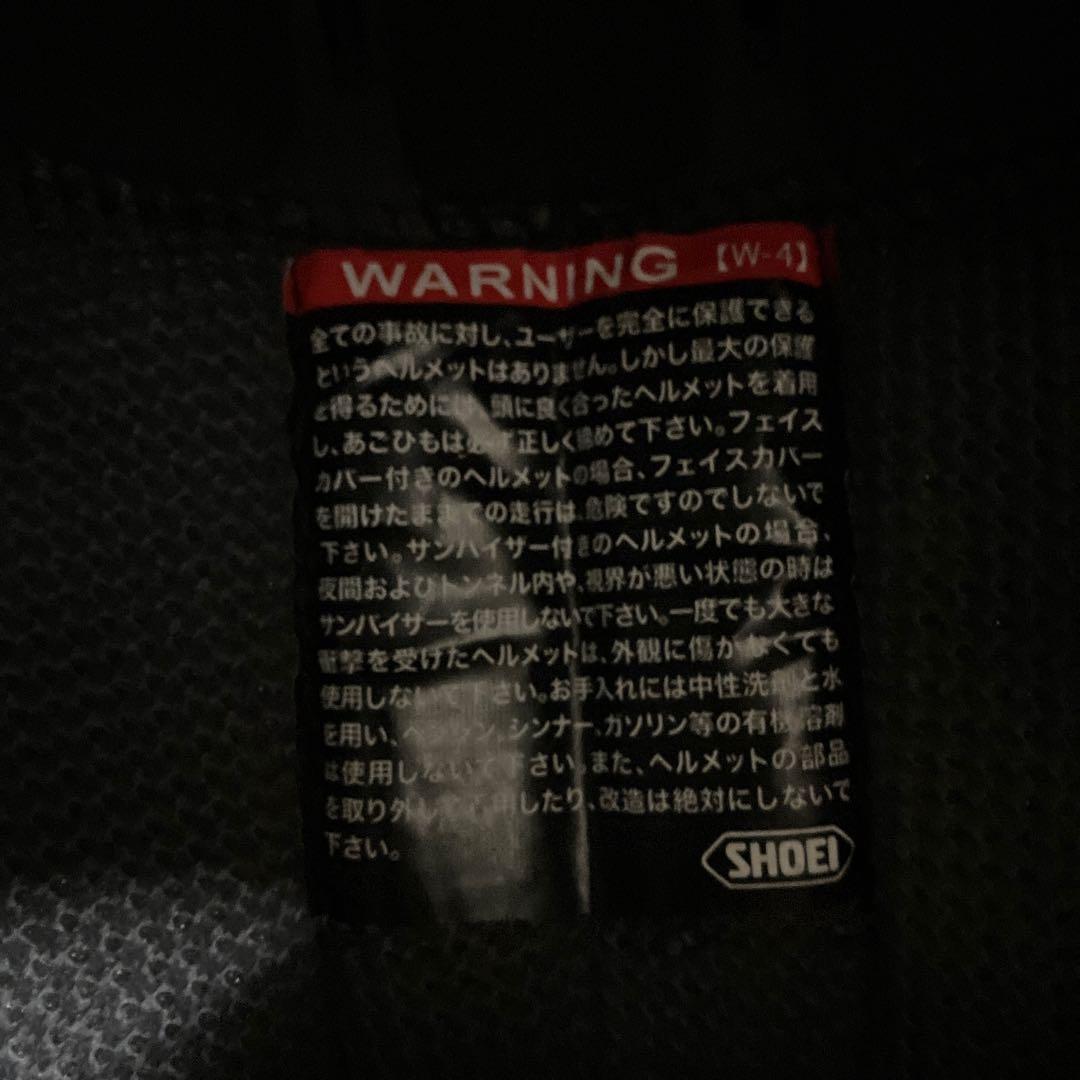 WARNING 【W-4】
全ての事故に対し、ユーザーを完全に保護できる
というヘルメットはありません。しかし最大の保護
を得るためには、頭に良く合ったヘルメットを着用
し、あごひもは必ず正しく締めて下さい。フェイス
カバー付きのヘルメットの場合、フェイスカバー
を開けたままでの走行は、危険ですのでしないで
下さい。サンバイザー付きのヘルメットの場合、
夜間およびトンネル内や、視界が悪い状態の時は
サンバイザーを使用しないで下さい。一度でも大きな
衝撃を受けたヘルメットは、外観に傷がなくても
使用しないで下さい。お手入れには中性洗剤と水
を用い、ベンジン、シンナー、ガソリン等の有機溶剤
は使用しないで下さい。また、ヘルメットの部品
を取り外して使用したり、改造は絶対にしないで
下さい。
SHOEI